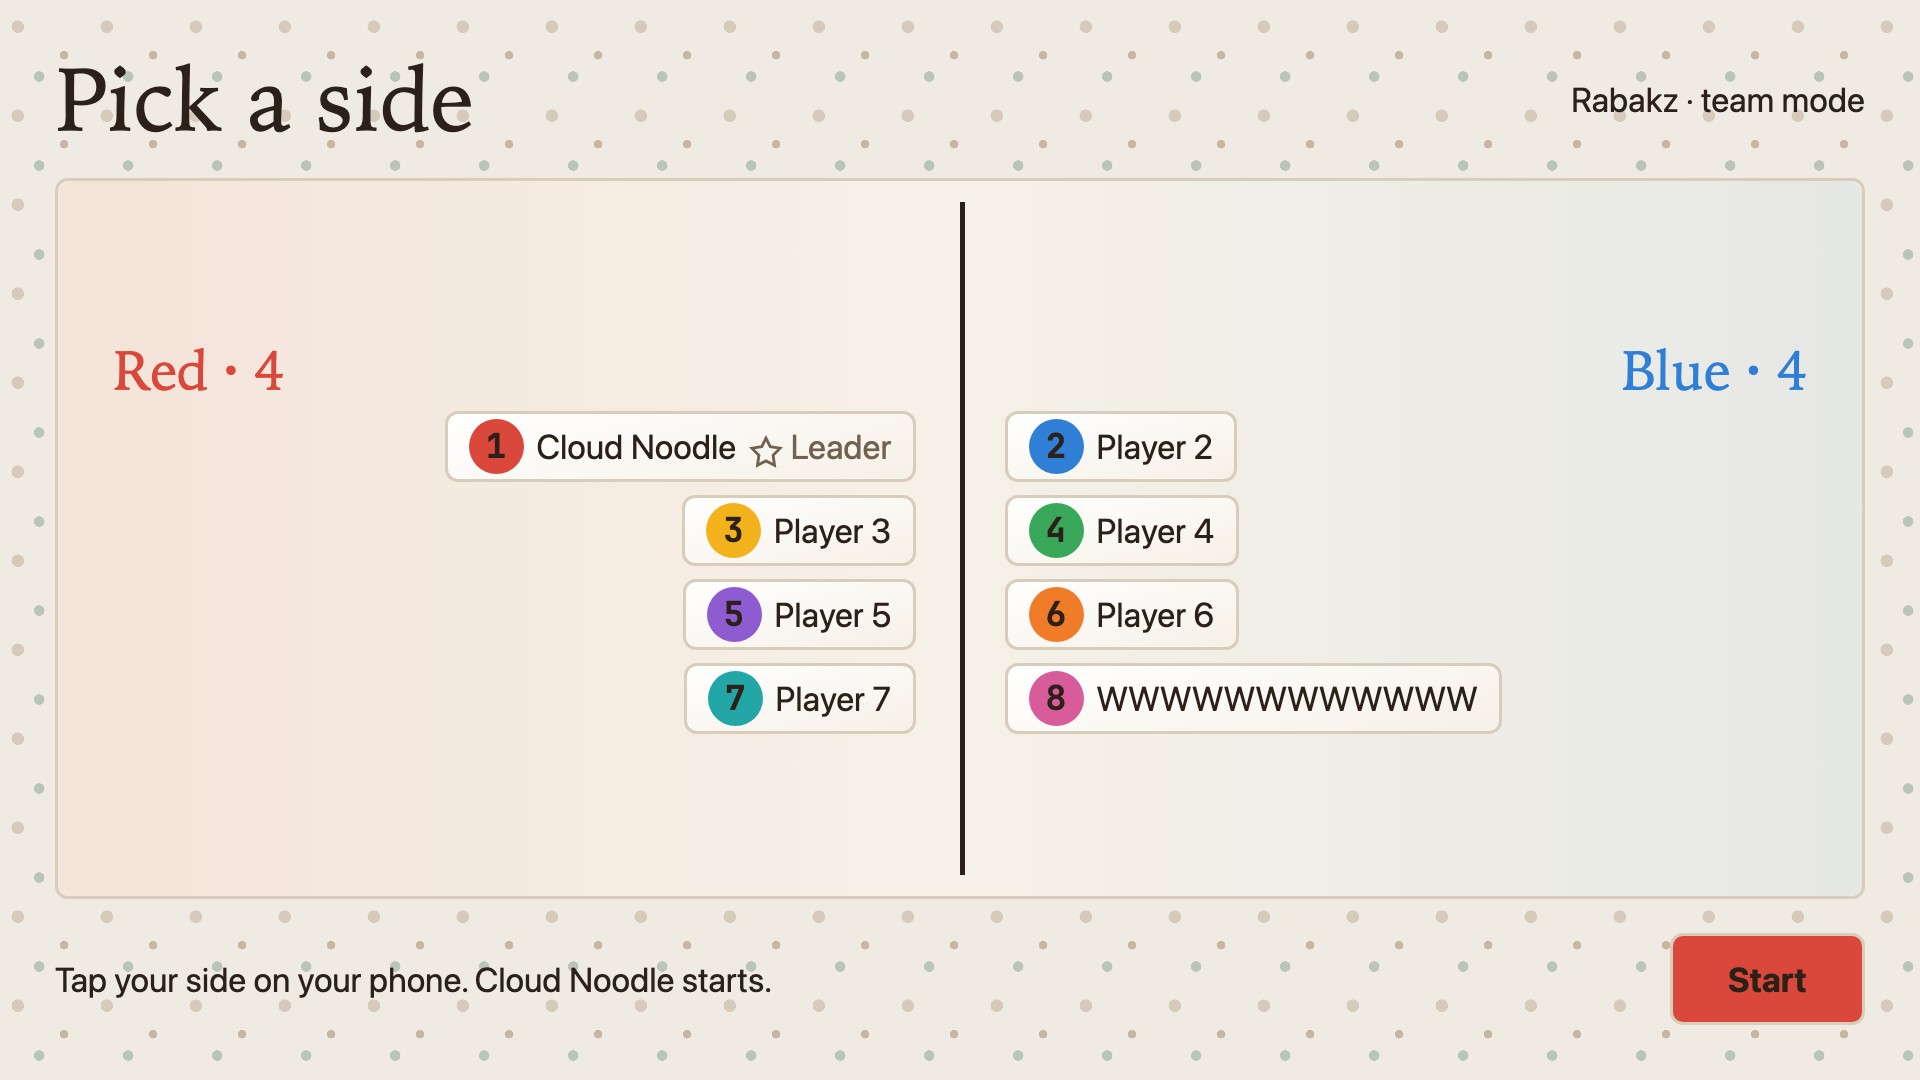 Pick a side
Rabakz · team mode
Red · 4
Blue · 4
1 Cloud Noodle ☆ Leader
2 Player 2
3 Player 3
4 Player 4
5 Player 5
6 Player 6
7 Player 7
8 WWWWWWWWWWWW
Tap your side on your phone. Cloud Noodle starts.
Start